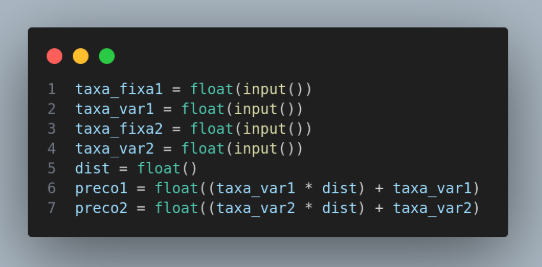 1 taxa_fixa1 = float(input())
2 taxa_var1 = float(input())
3 taxa_fixa2 = float(input())
4 taxa_var2 = float(input())
5 dist = float()
6 preco1 = float((taxa_var1 * dist) + taxa_var1)
7 preco2 = float((taxa_var2 * dist) + taxa_var2)